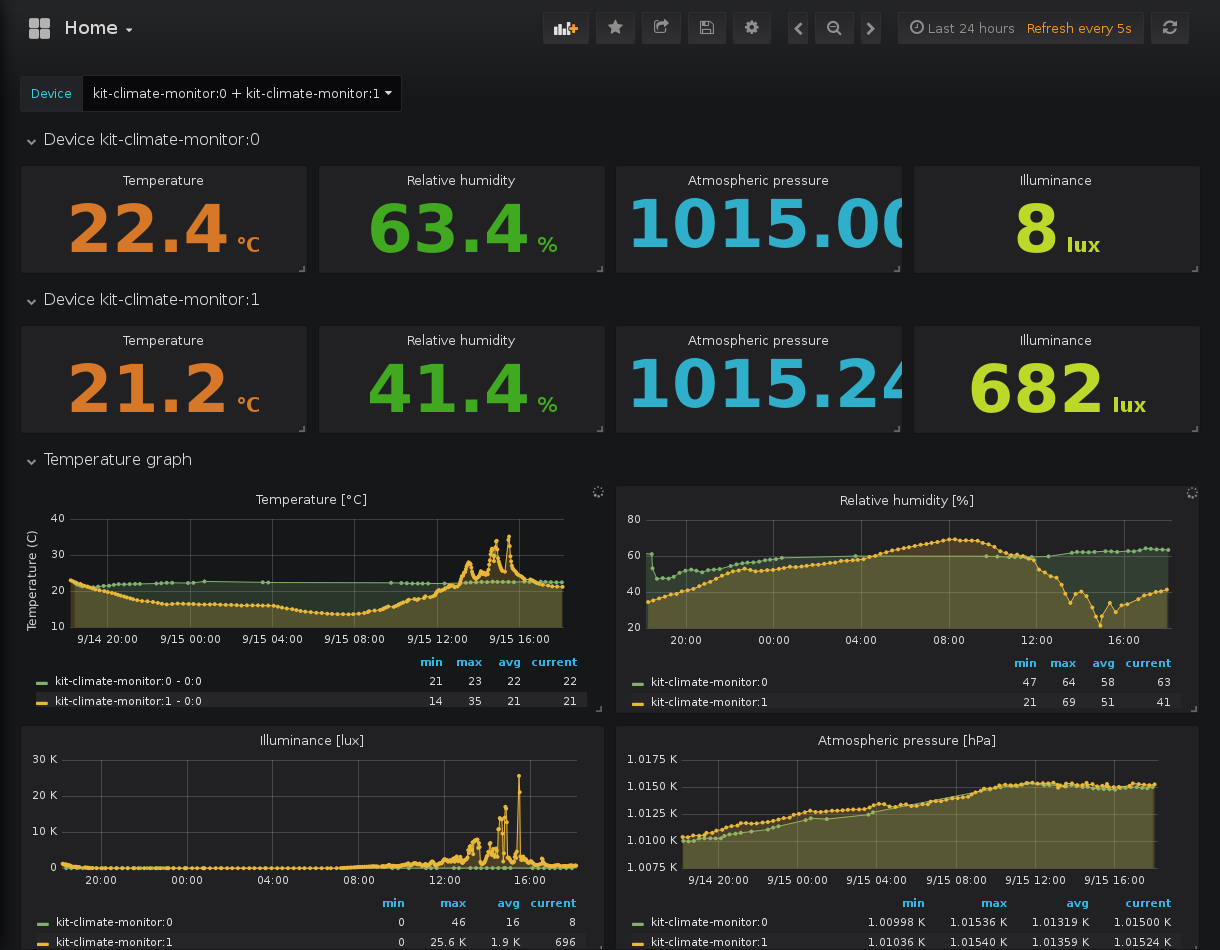 Home
Last 24 hours Refresh every 5s
Device kit-climate-monitor:0 + kit-climate-monitor:1
Device kit-climate-monitor:0
Temperature Relative humidity Atmospheric pressure Illuminance
22.4 °C 63.4 % 1015.00 8 lux
Device kit-climate-monitor:1
Temperature Relative humidity Atmospheric pressure Illuminance
21.2 °C 41.4 % 1015.24 682 lux
Temperature graph
Temperature [°C]
Temperature (C)
40
30
20
10
9/14 20:00 9/15 00:00 9/15 04:00 9/15 08:00 9/15 12:00 9/15 16:00
min max avg current
kit-climate-monitor:0 - 0:0 21 23 22 22
kit-climate-monitor:1 - 0:0 14 35 21 21
Relative humidity [%]
80
60
40
20
20:00 00:00 04:00 08:00 12:00 16:00
min max avg current
kit-climate-monitor:0 47 64 58 63
kit-climate-monitor:1 21 69 51 41
Illuminance [lux]
30 K
20 K
10 K
0
20:00 00:00 04:00 08:00 12:00 16:00
min max avg current
kit-climate-monitor:0 0 46 16 8
kit-climate-monitor:1 0 25.6 K 1.9 K 696
Atmospheric pressure [hPa]
1.0175 K
1.0150 K
1.0125 K
1.0100 K
1.0075 K
9/14 20:00 9/15 00:00 9/15 04:00 9/15 08:00 9/15 12:00 9/15 16:00
min max avg current
kit-climate-monitor:0 1.00998 K 1.01536 K 1.01319 K 1.01500 K
kit-climate-monitor:1 1.01036 K 1.01540 K 1.01359 K 1.01524 K